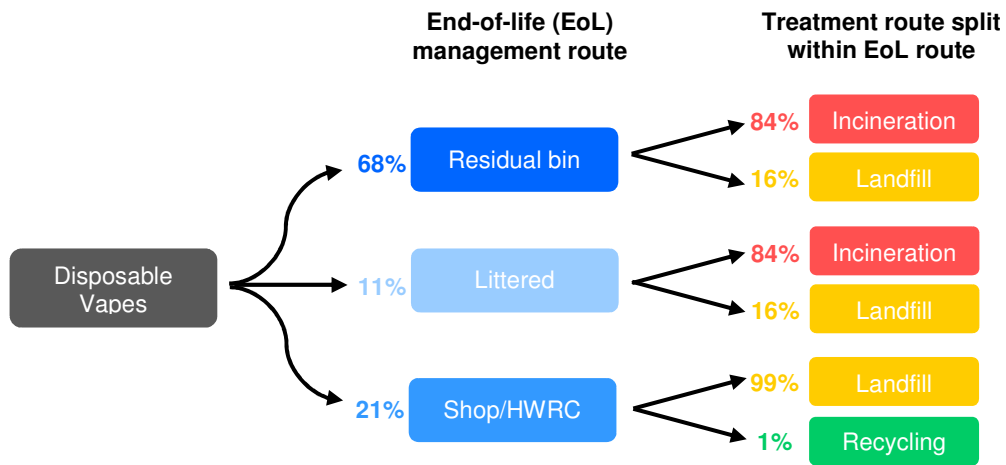 End-of-life (EoL)
management route
Treatment route split
within EoL route
84% Incineration
68% Residual bin
16% Landfill
84% Incineration
Disposable
Vapes
11% Littered
16% Landfill
99% Landfill
21% Shop/HWRC
1% Recycling